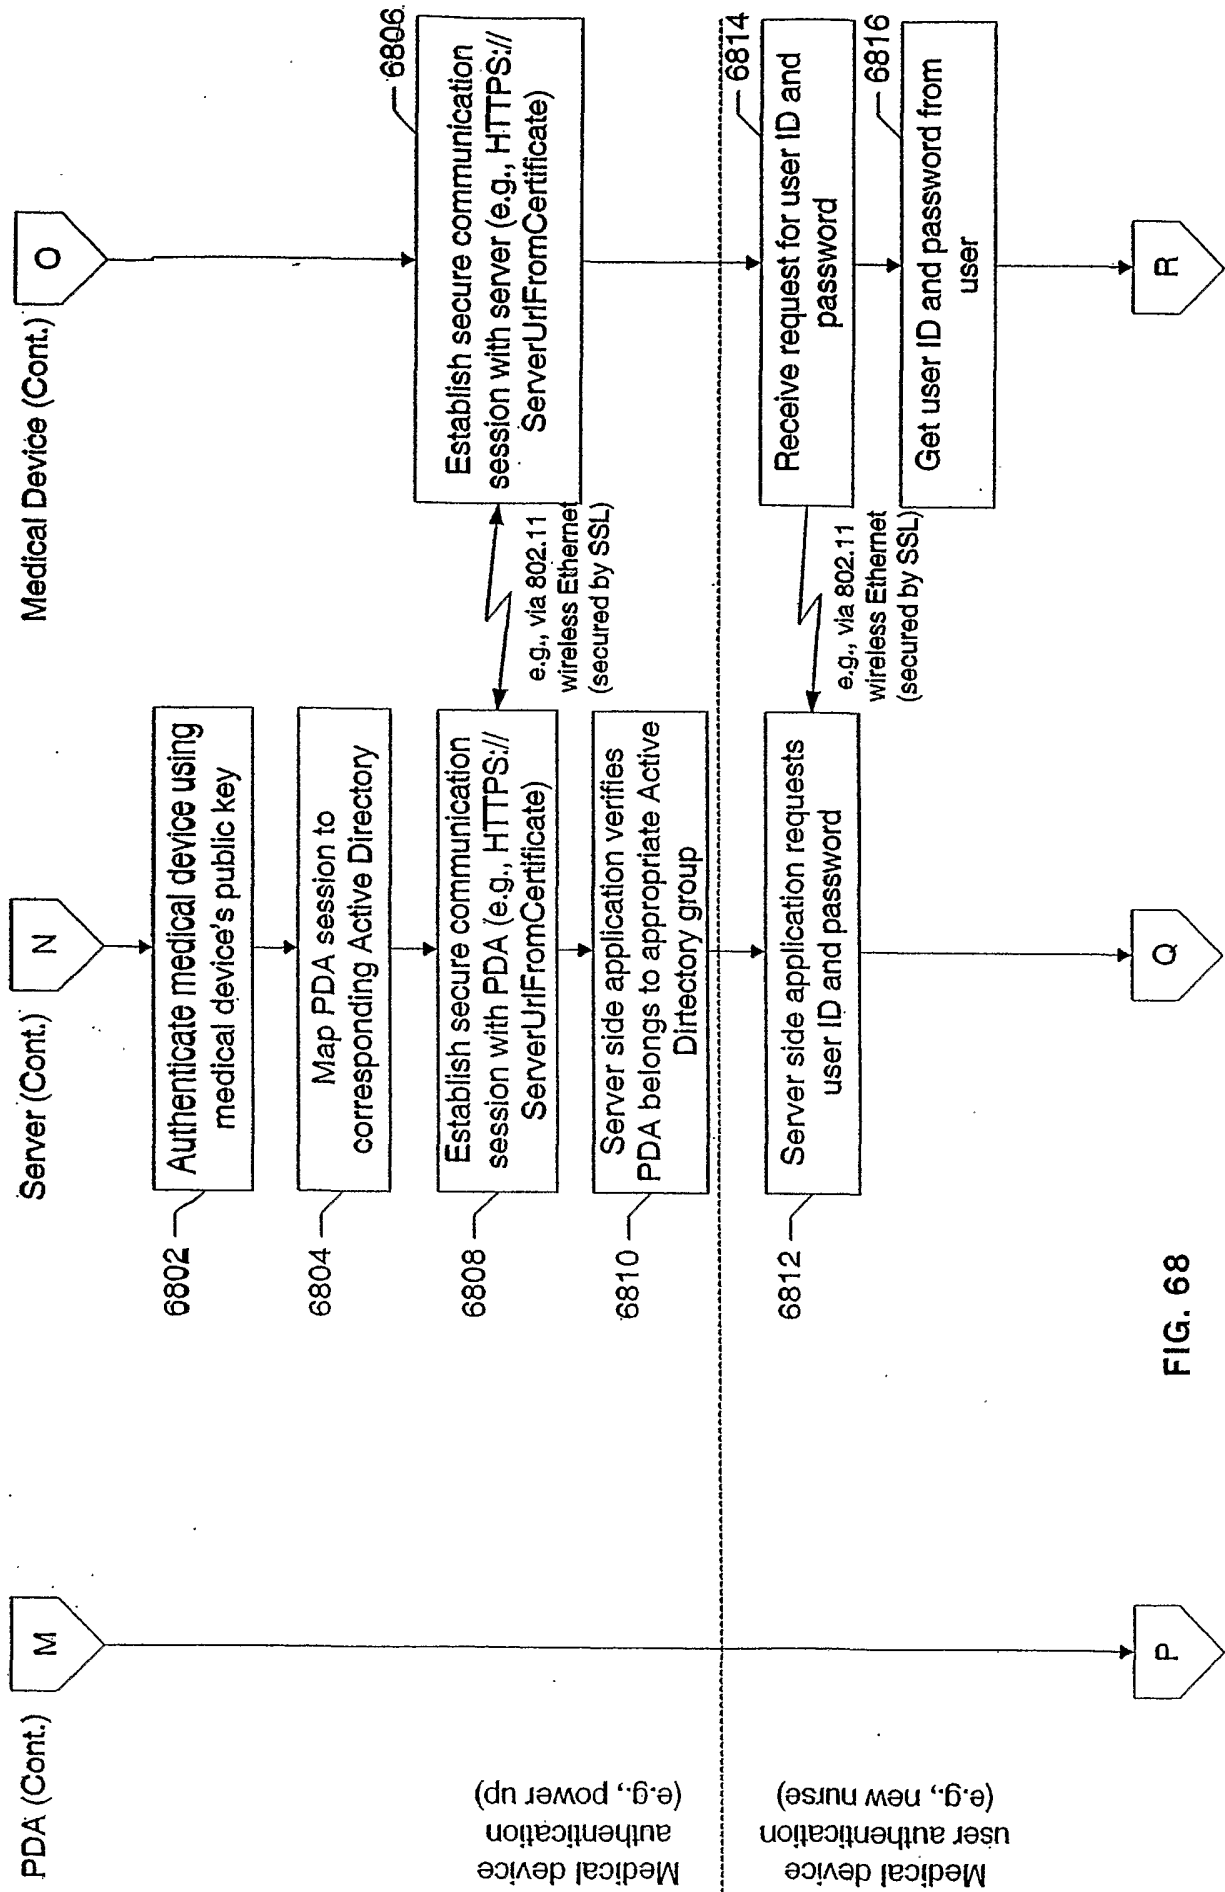 PDA (Cont.)
M
Server (Cont.)
N
Medical Device (Cont.)
O
6802
Authenticate medical device using
medical device's public key
6804
Map PDA session to
corresponding Active Directory
6806
Establish secure communication
session with server (e.g., HTTPS://
ServerUrlFromCertificate)
6808
Establish secure communication
session with PDA (e.g., HTTPS://
ServerUrlFromCertificate)
e.g., via 802.11
wireless Ethernet
(secured by SSL)
6810
Server side application verifies
PDA belongs to appropriate Active
Dirtectory group
Medical device
authentication
(e.g., power up)
Medical device
user authentication
(e.g., new nurse)
6812
Server side application requests
user ID and password
e.g., via 802.11
wireless Ethernet
(secured by SSL)
6814
Receive request for user ID and
password
6816
Get user ID and password from
user
P
Q
R
FIG. 68